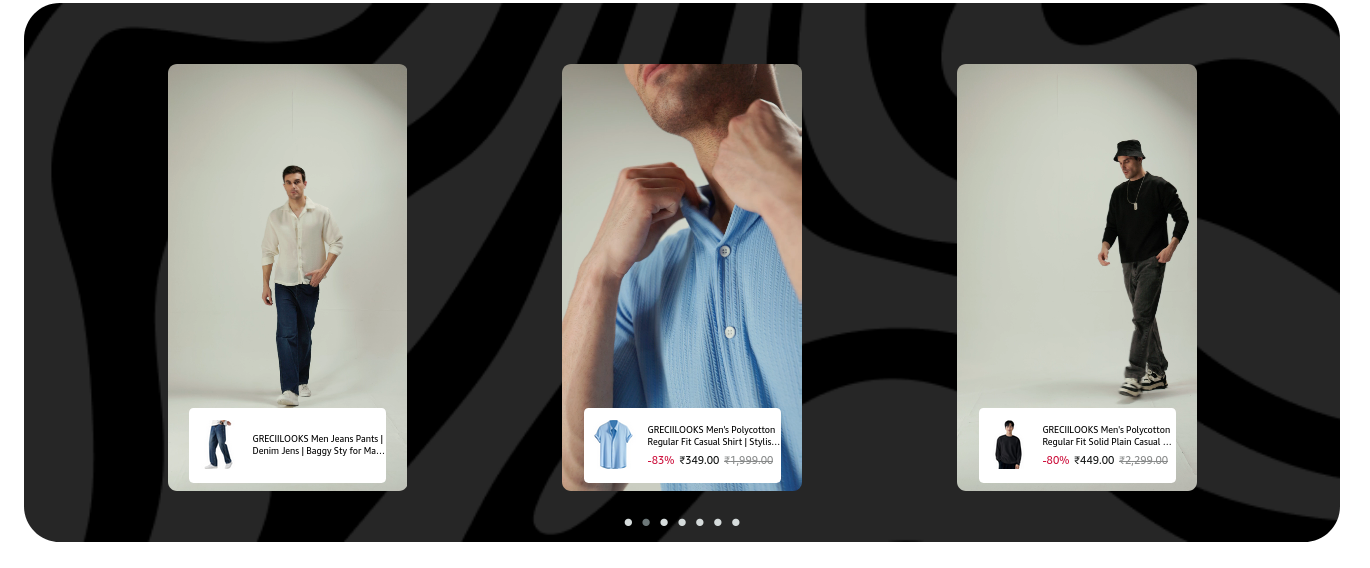 GRECIILOOKS Men Jeans Pants |
Denim Jens | Baggy Sty for Ma...
GRECIILOOKS Men's Polycotton
Regular Fit Casual Shirt | Stylis...
-83% ₹349.00 ₹1,999.00
GRECIILOOKS Men's Polycotton
Regular Fit Solid Plain Casual ...
-80% ₹449.00 ₹2,299.00